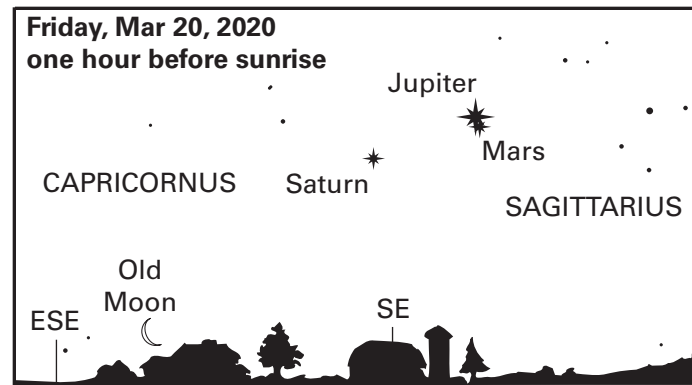 Friday, Mar 20, 2020
one hour before sunrise
Jupiter
Mars
CAPRICORNUS
Saturn
SAGITTARIUS
Old
Moon
ESE
SE